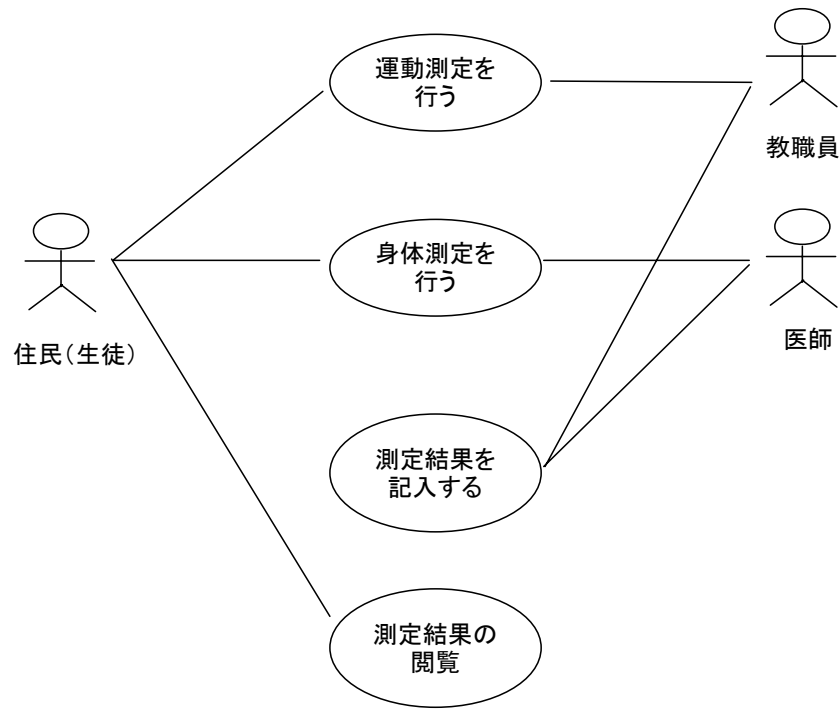 運動測定を
行う
教職員
身体測定を
行う
医師
住民(生徒)
測定結果を
記入する
測定結果の
閲覧